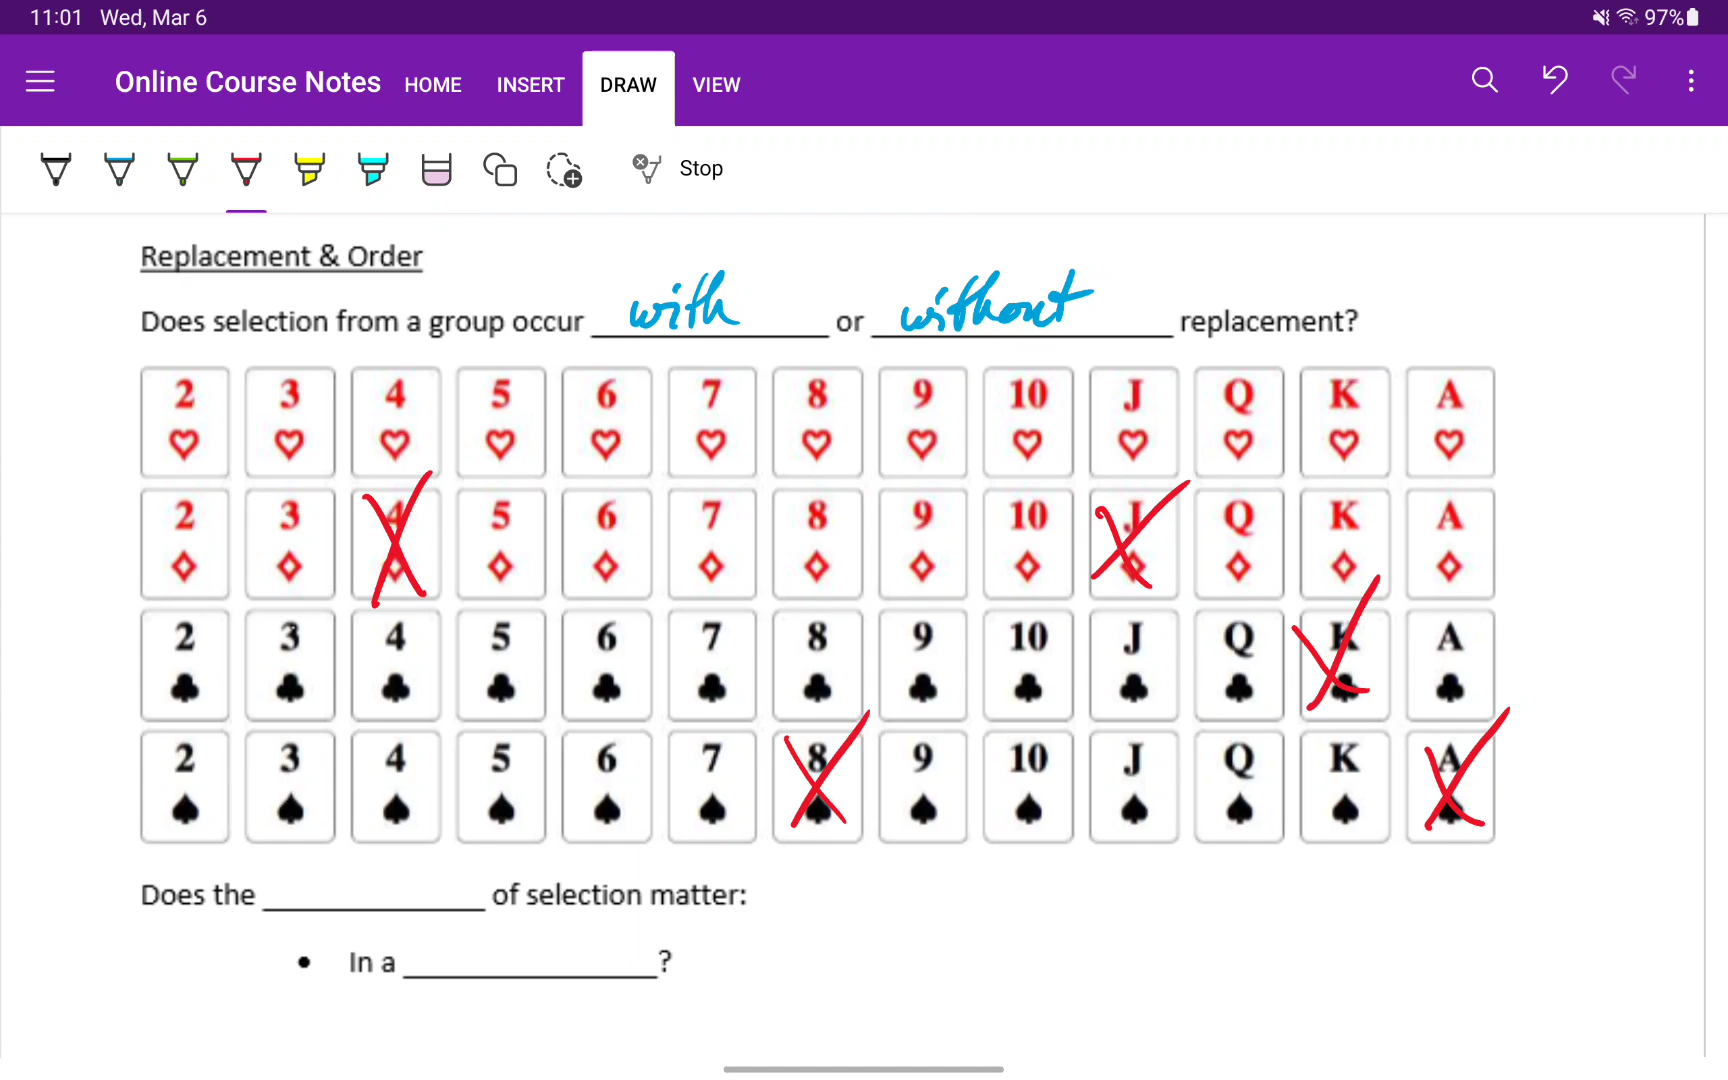 11:01 Wed, Mar 6 97%
Online Course Notes HOME INSERT DRAW VIEW
Stop
Replacement & Order
Does selection from a group occur with or without replacement?
2 3 4 5 6 7 8 9 10 J Q K A
2 3 4 5 6 7 8 9 10 J Q K A
2 3 4 5 6 7 8 9 10 J Q K A
2 3 4 5 6 7 8 9 10 J Q K A
Does the ______________ of selection matter:
• In a ________________?